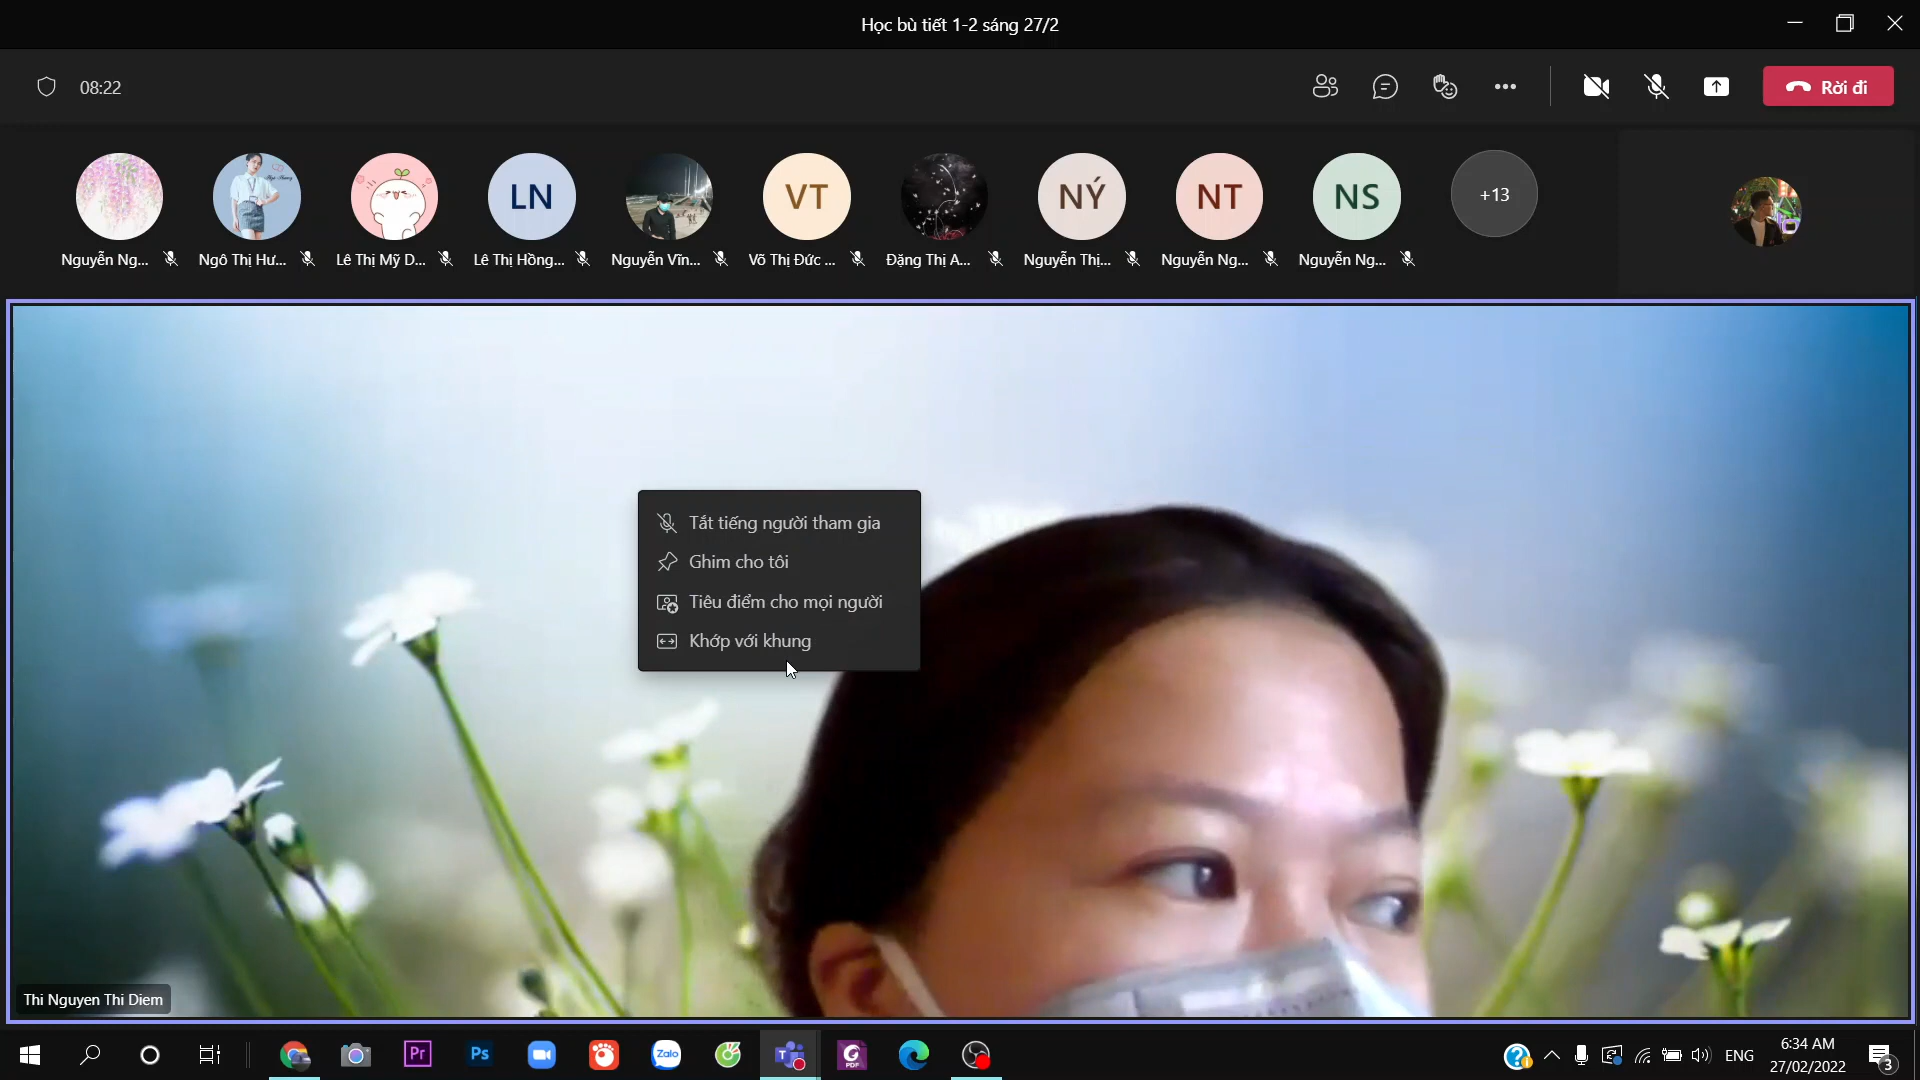 Học bù tiết 1-2 sáng 27/2
08:22
Rời đi
LN
VT
NÝ
NT
NS
+13
Nguyễn Ng...
Ngô Thị Hư...
Lê Thị Mỹ D...
Lê Thị Hồng...
Nguyễn Vīn...
Võ Thị Đức ...
Đặng Thị A...
Nguyễn Thị...
Nguyễn Ng...
Nguyễn Ng...
Tắt tiếng người tham gia
Ghim cho tôi
Tiêu điểm cho mọi người
Khớp với khung
Thi Nguyen Thi Diem
Pr
Ps
Zalo
T
PDF
ENG
6:34 AM
27/02/2022
3